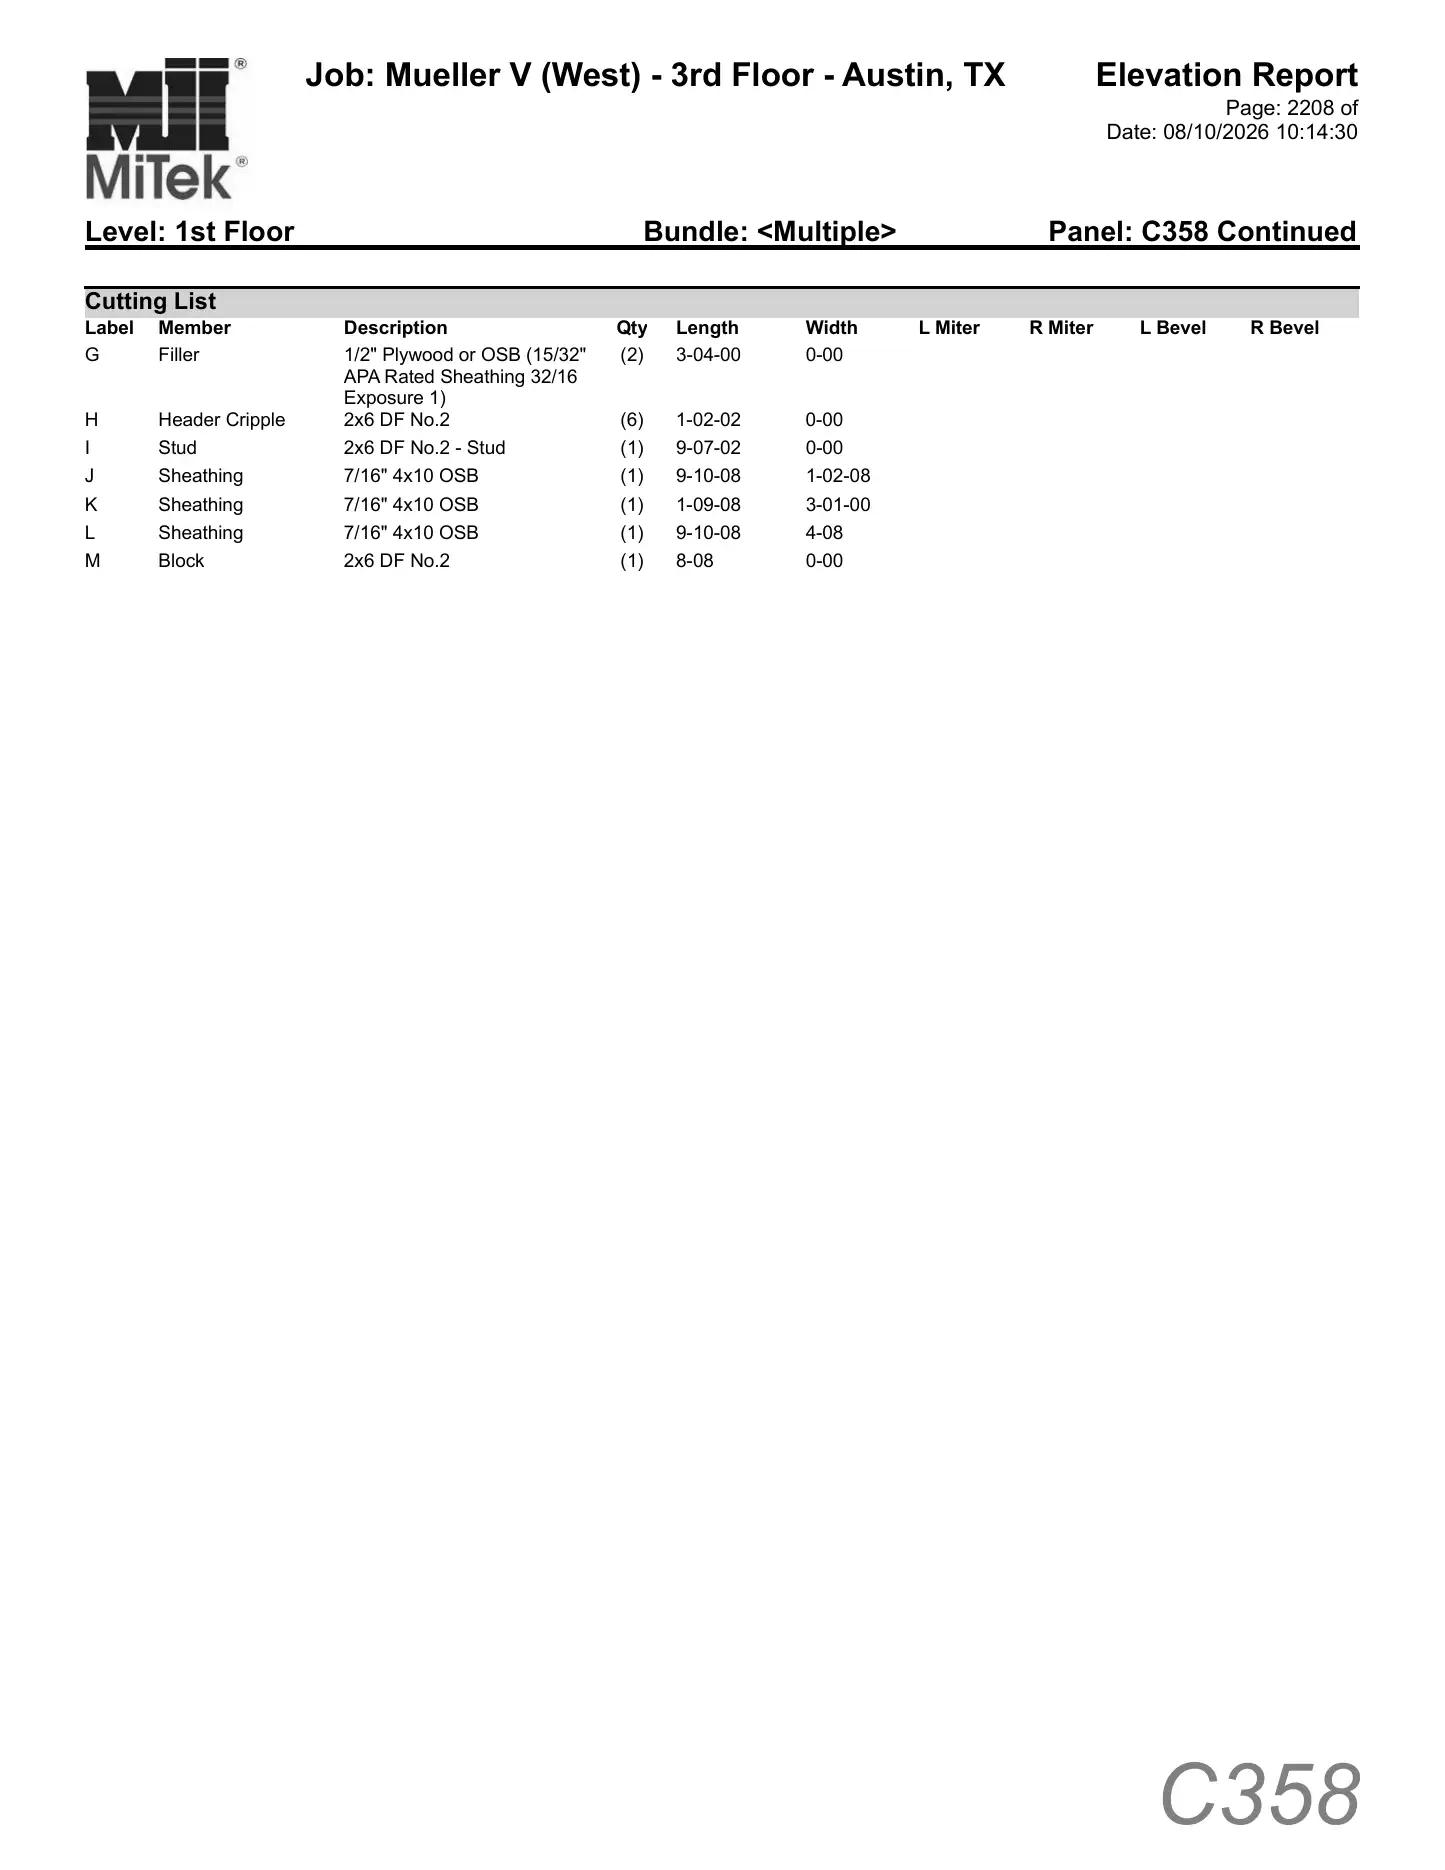 MiTek®
Job: Mueller V (West) - 3rd Floor - Austin, TX
Elevation Report
Page: 2208 of
Date: 08/10/2026 10:14:30
Level: 1st Floor Bundle: <Multiple> Panel: C358 Continued
Cutting List
Label Member Description Qty Length Width L Miter R Miter L Bevel R Bevel
G Filler 1/2" Plywood or OSB (15/32" (2) 3-04-00 0-00
APA Rated Sheathing 32/16
Exposure 1)
H Header Cripple 2x6 DF No.2 (6) 1-02-02 0-00
I Stud 2x6 DF No.2 - Stud (1) 9-07-02 0-00
J Sheathing 7/16" 4x10 OSB (1) 9-10-08 1-02-08
K Sheathing 7/16" 4x10 OSB (1) 1-09-08 3-01-00
L Sheathing 7/16" 4x10 OSB (1) 9-10-08 4-08
M Block 2x6 DF No.2 (1) 8-08 0-00
C358